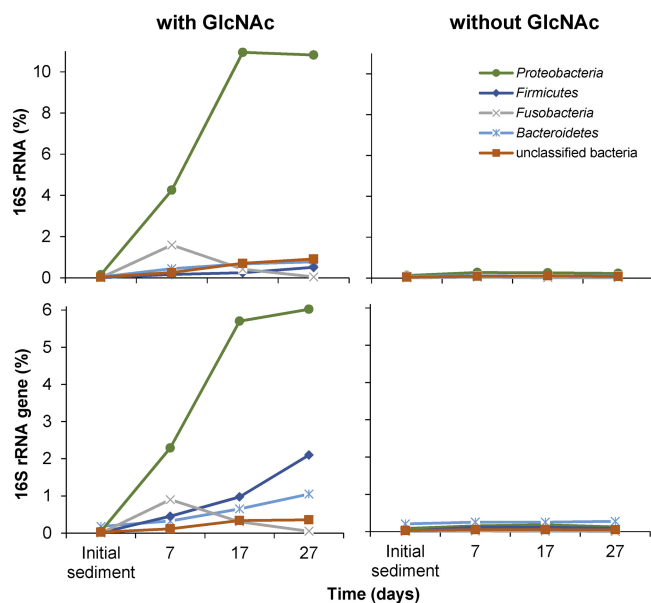 with GlcNAc
without GlcNAc
16S rRNA (%)
10
8
6
4
2
0
Proteobacteria
Firmicutes
Fusobacteria
Bacteroidetes
unclassified bacteria
16S rRNA gene (%)
6
5
4
3
2
1
0
Initial
sediment
7
17
27
Initial
sediment
7
17
27
Time (days)